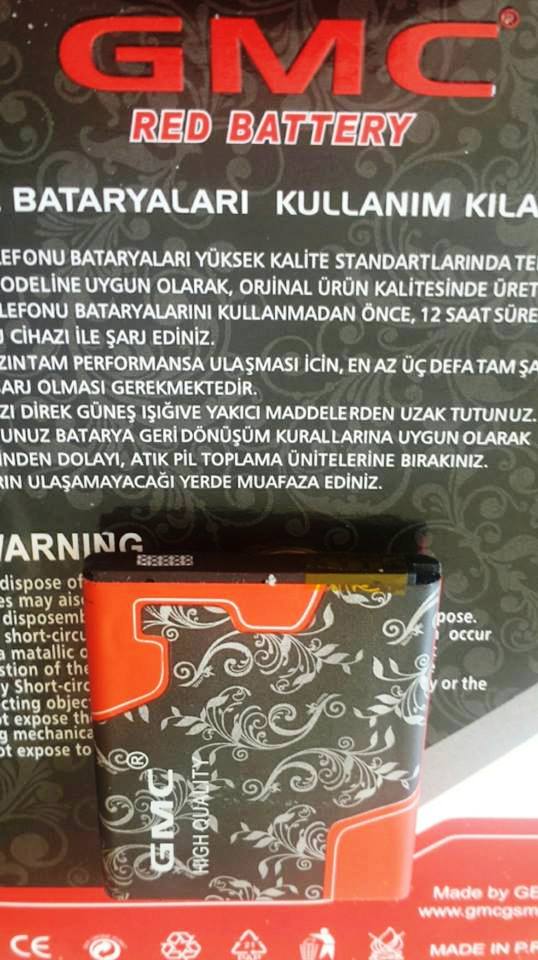 GMC®
RED BATTERY
BATARYALARI KULLANIM KILA
LEFONU BATARYALARI YÜKSEK KALİTE STANDARTLARINDA TE
ODELİNE UYGUN OLARAK, ORJİNAL ÜRÜN KALİTESİNDE ÜRET
LEFONU BATARYALARINI KULLANMADAN ÖNCE, 12 SAAT SÜRE
CİHAZI İLE ŞARJ EDİNİZ.
ZINTAM PERFORMANSA ULAŞMASI İCİN, EN AZ ÜÇ DEFA TAM ŞA
ŞARJ OLMASI GEREKMEKTEDİR.
ZI DİREK GÜNEŞ IŞIĞIVE YAKICI MADDELERDEN UZAK TUTUNUZ.
UNUZ BATARYA GERİ DÖNÜŞÜM KURALLARINA UYGUN OLARAK
İNDEN DOLAYI, ATIK PİL TOPLAMA ÜNİTELERİNE BIRAKINIZ.
RIN ULAŞAMAYACAĞI YERDE MUAFAZA EDİNİZ.
WARNING
88888
dispose of
es may aise
disposemb pose.
short-circu occur
a matallic o
stion of the
y Short-circ y or the
cting objec
ot expose th
g mechanica
ot expose to
GMC®
HIGH QUALITY
Made by GE
www.gmcgsm
CE
MADE IN P.R